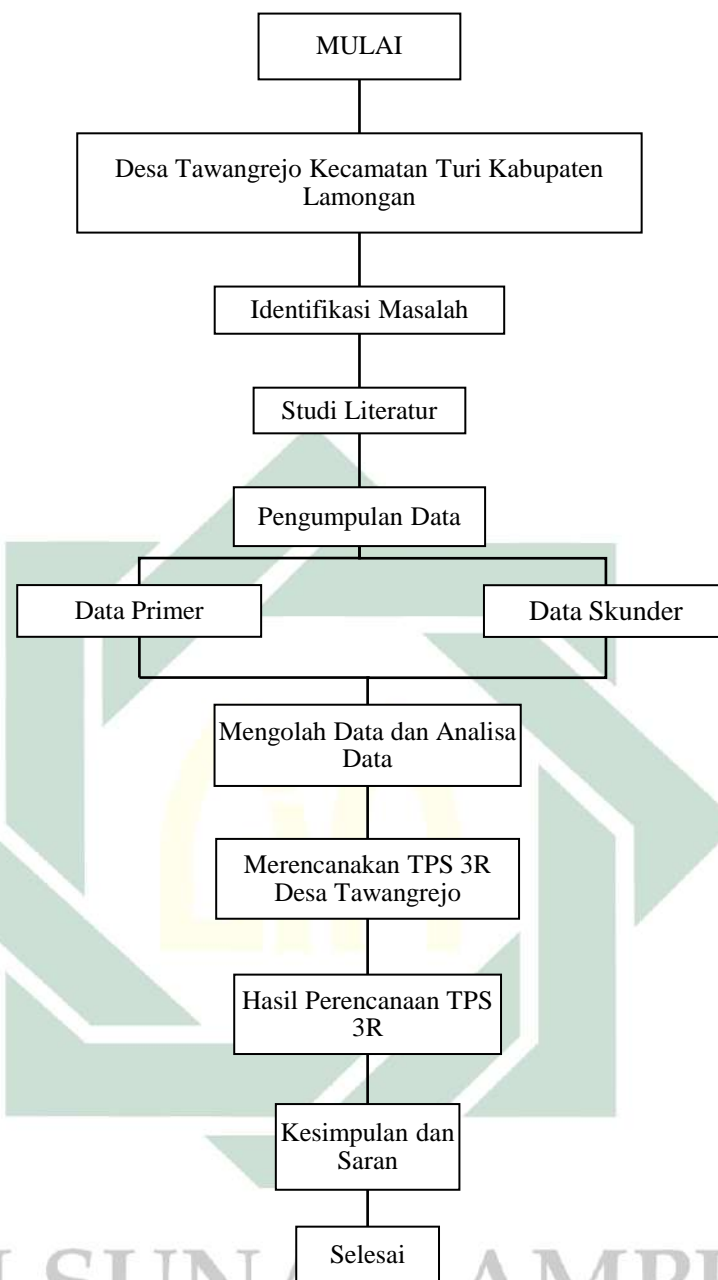 MULAI
Desa Tawangrejo Kecamatan Turi Kabupaten
Lamongan
Identifikasi Masalah
Studi Literatur
Pengumpulan Data
Data Primer
Data Skunder
Mengolah Data dan Analisa
Data
Merencanakan TPS 3R
Desa Tawangrejo
Hasil Perencanaan TPS
3R
Kesimpulan dan
Saran
Selesai